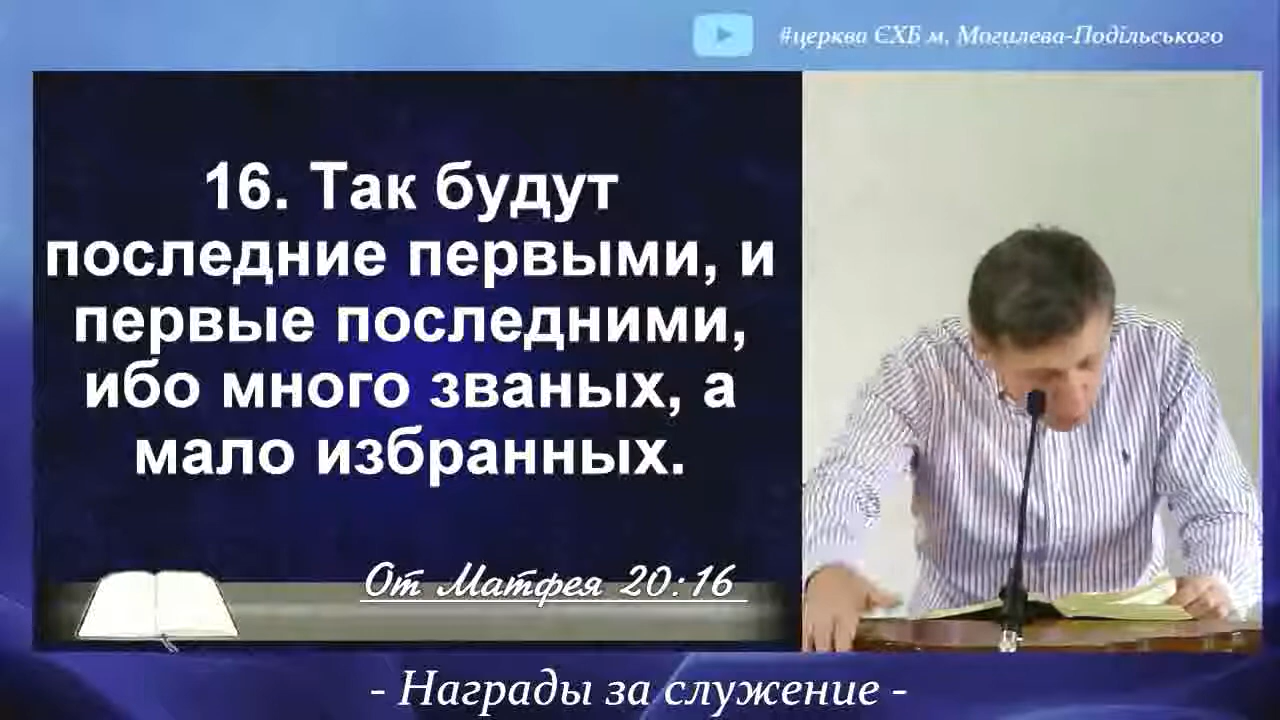 #церква ЄХБ м. Могилева-Подільського
16. Так будут
последние первыми, и
первые последними,
ибо много званых, а
мало избранных.
От Матфея 20:16
- Награды за служение -